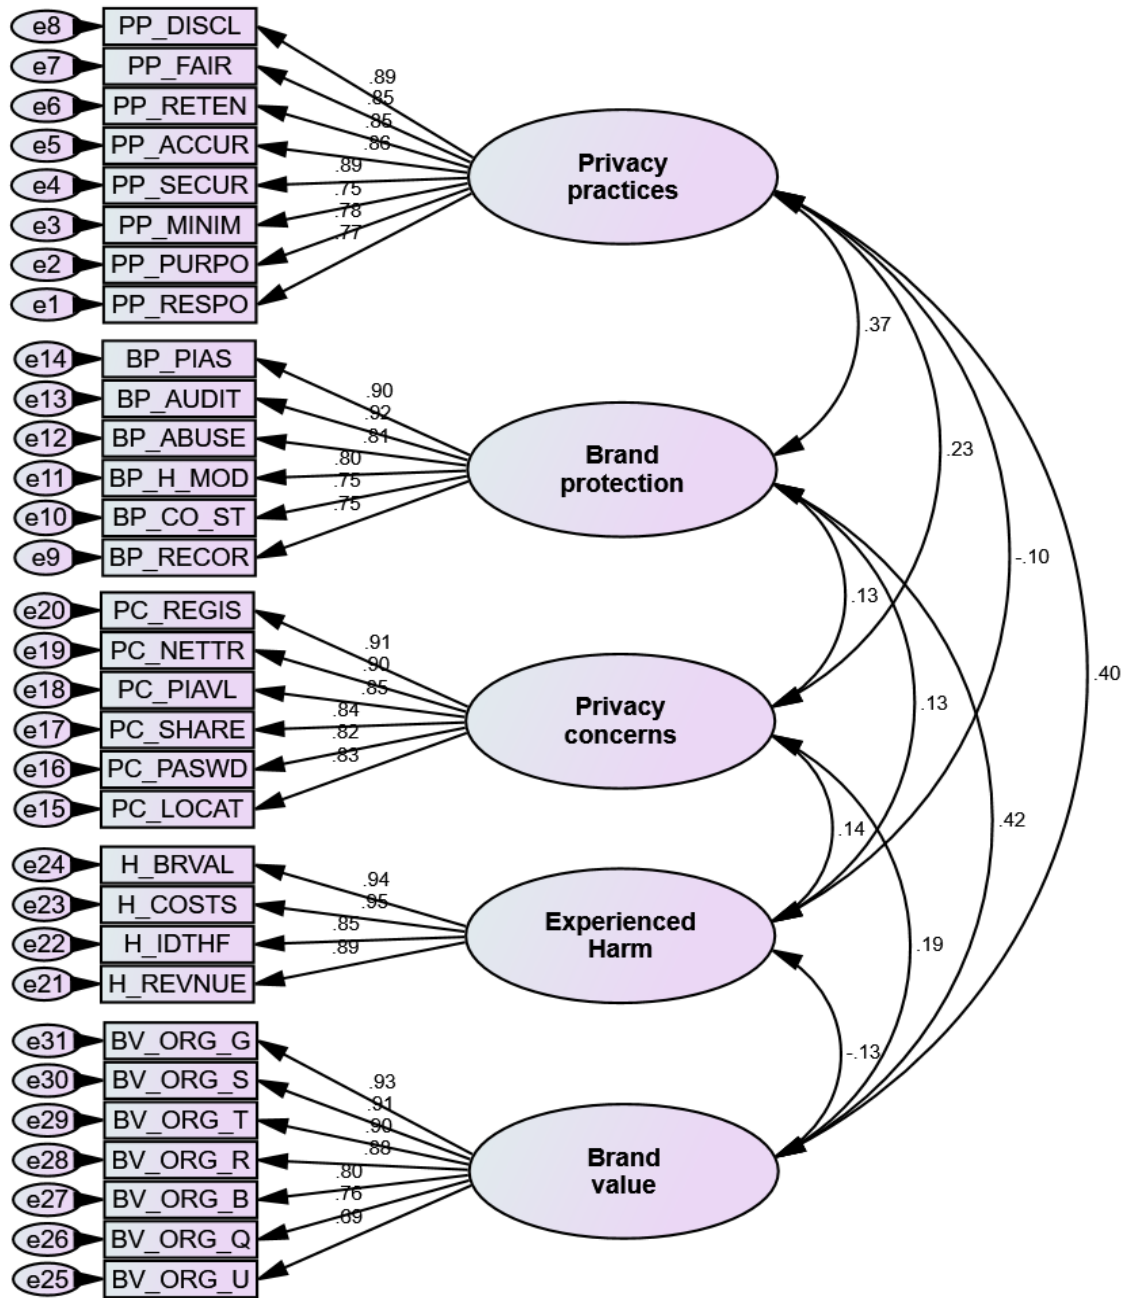 e8 PP_DISCL
e7 PP_FAIR
e6 PP_RETEN
e5 PP_ACCUR
e4 PP_SECUR
e3 PP_MINIM
e2 PP_PURPO
e1 PP_RESPO
.89
.85
.85
.86
.89
.75
.78
.77
Privacy
practices
e14 BP_PIAS
e13 BP_AUDIT
e12 BP_ABUSE
e11 BP_H_MOD
e10 BP_CO_ST
e9 BP_RECOR
.90
.92
.81
.80
.75
.75
Brand
protection
e20 PC_REGIS
e19 PC_NETTR
e18 PC_PIAVL
e17 PC_SHARE
e16 PC_PASWD
e15 PC_LOCAT
.91
.90
.85
.84
.82
.83
Privacy
concerns
e24 H_BRVAL
e23 H_COSTS
e22 H_IDTHF
e21 H_REVNUE
.94
.95
.85
.89
Experienced
Harm
e31 BV_ORG_G
e30 BV_ORG_S
e29 BV_ORG_T
e28 BV_ORG_R
e27 BV_ORG_B
e26 BV_ORG_Q
e25 BV_ORG_U
.93
.91
.90
.88
.80
.76
.69
Brand
value
.37
.23
-.10
.40
.13
.13
.42
.14
.19
-.13